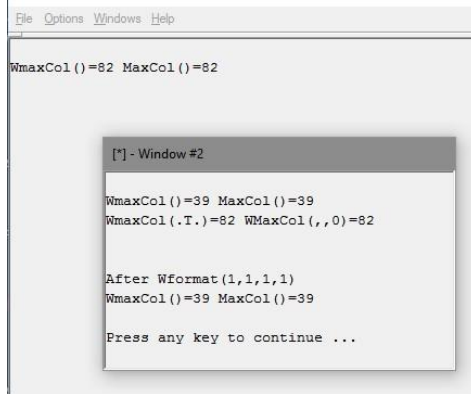 File Options Windows Help
WmaxCol()=82 MaxCol()=82
[*] - Window #2
WmaxCol()=39 MaxCol()=39
WmaxCol(.T.)=82 WMaxCol(,,0)=82
After Wformat(1,1,1,1)
WmaxCol()=39 MaxCol()=39
Press any key to continue ...